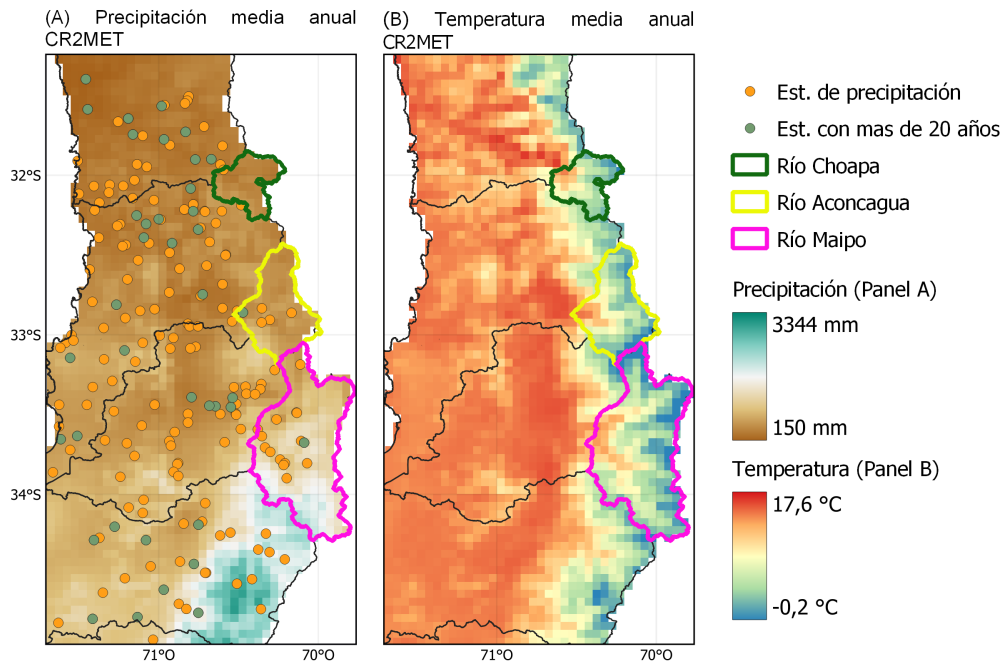 (A) Precipitación media anual
CR2MET
(B) Temperatura media anual
CR2MET
Est. de precipitación
Est. con mas de 20 años
Río Choapa
Río Aconcagua
Río Maipo
Precipitación (Panel A)
3344 mm
150 mm
Temperatura (Panel B)
17,6 °C
-0,2 °C
32°S
33°S
34°S
71°O
70°O
71°O
70°O